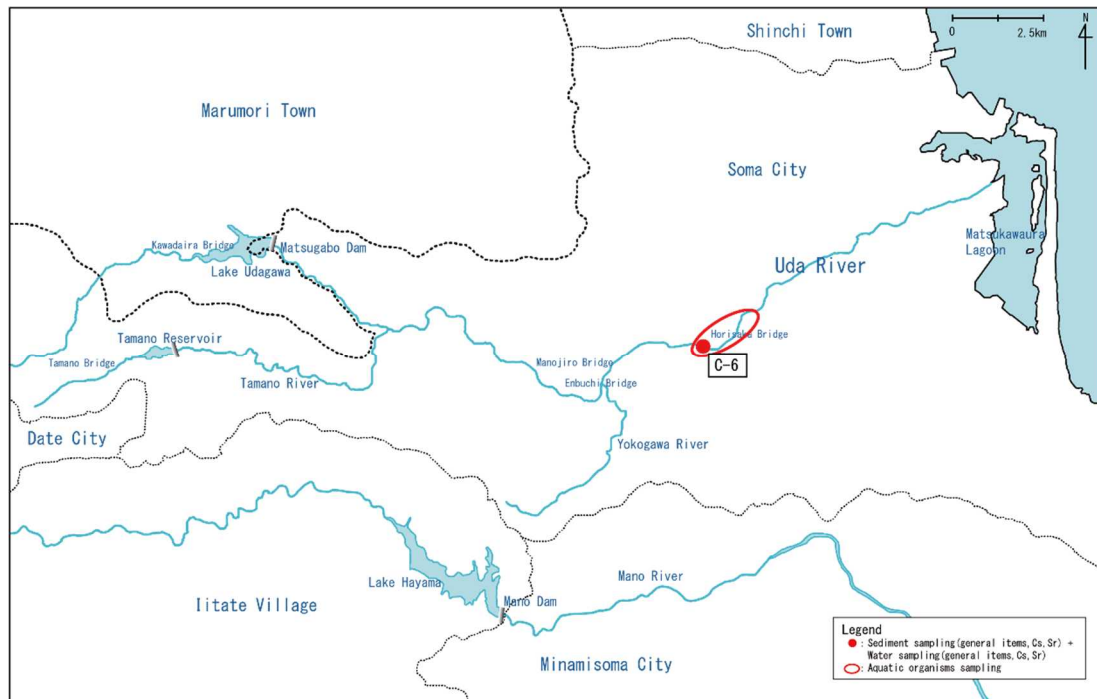 Shinchi Town
N
0 2.5km
Marumori Town
Soma City
Kawadaira Bridge
Matsugabo Dam
Lake Udagawa
Matsukawaura
Lagoon
Uda River
Tamano Reservoir
Horisaka Bridge
Tamano Bridge
Manojiro Bridge
C-6
Tamano River
Enbuchi Bridge
Date City
Yokogawa River
Lake Hayama
Mano River
Iitate Village
Mano Dam
Minamisoma City
Legend
: Sediment sampling(general items,Cs,Sr) +
Water sampling(general items,Cs,Sr)
: Aquatic organisms sampling